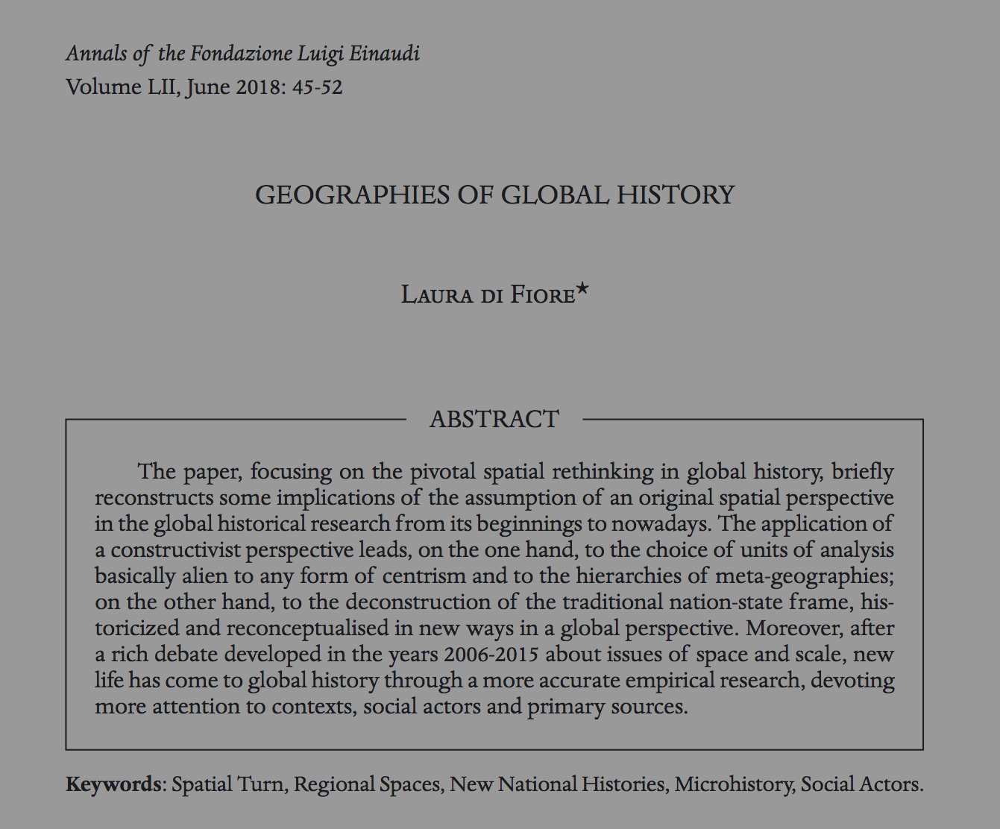 Annals of the Fondazione Luigi Einaudi
Volume LII, June 2018: 45-52
GEOGRAPHIES OF GLOBAL HISTORY
Laura di Fiore★
ABSTRACT
The paper, focusing on the pivotal spatial rethinking in global history, briefly
reconstructs some implications of the assumption of an original spatial perspective
in the global historical research from its beginnings to nowadays. The application of
a constructivist perspective leads, on the one hand, to the choice of units of analysis
basically alien to any form of centrism and to the hierarchies of meta-geographies;
on the other hand, to the deconstruction of the traditional nation-state frame, his-
toricized and reconceptualised in new ways in a global perspective. Moreover, after
a rich debate developed in the years 2006-2015 about issues of space and scale, new
life has come to global history through a more accurate empirical research, devoting
more attention to contexts, social actors and primary sources.
Keywords: Spatial Turn, Regional Spaces, New National Histories, Microhistory, Social Actors.